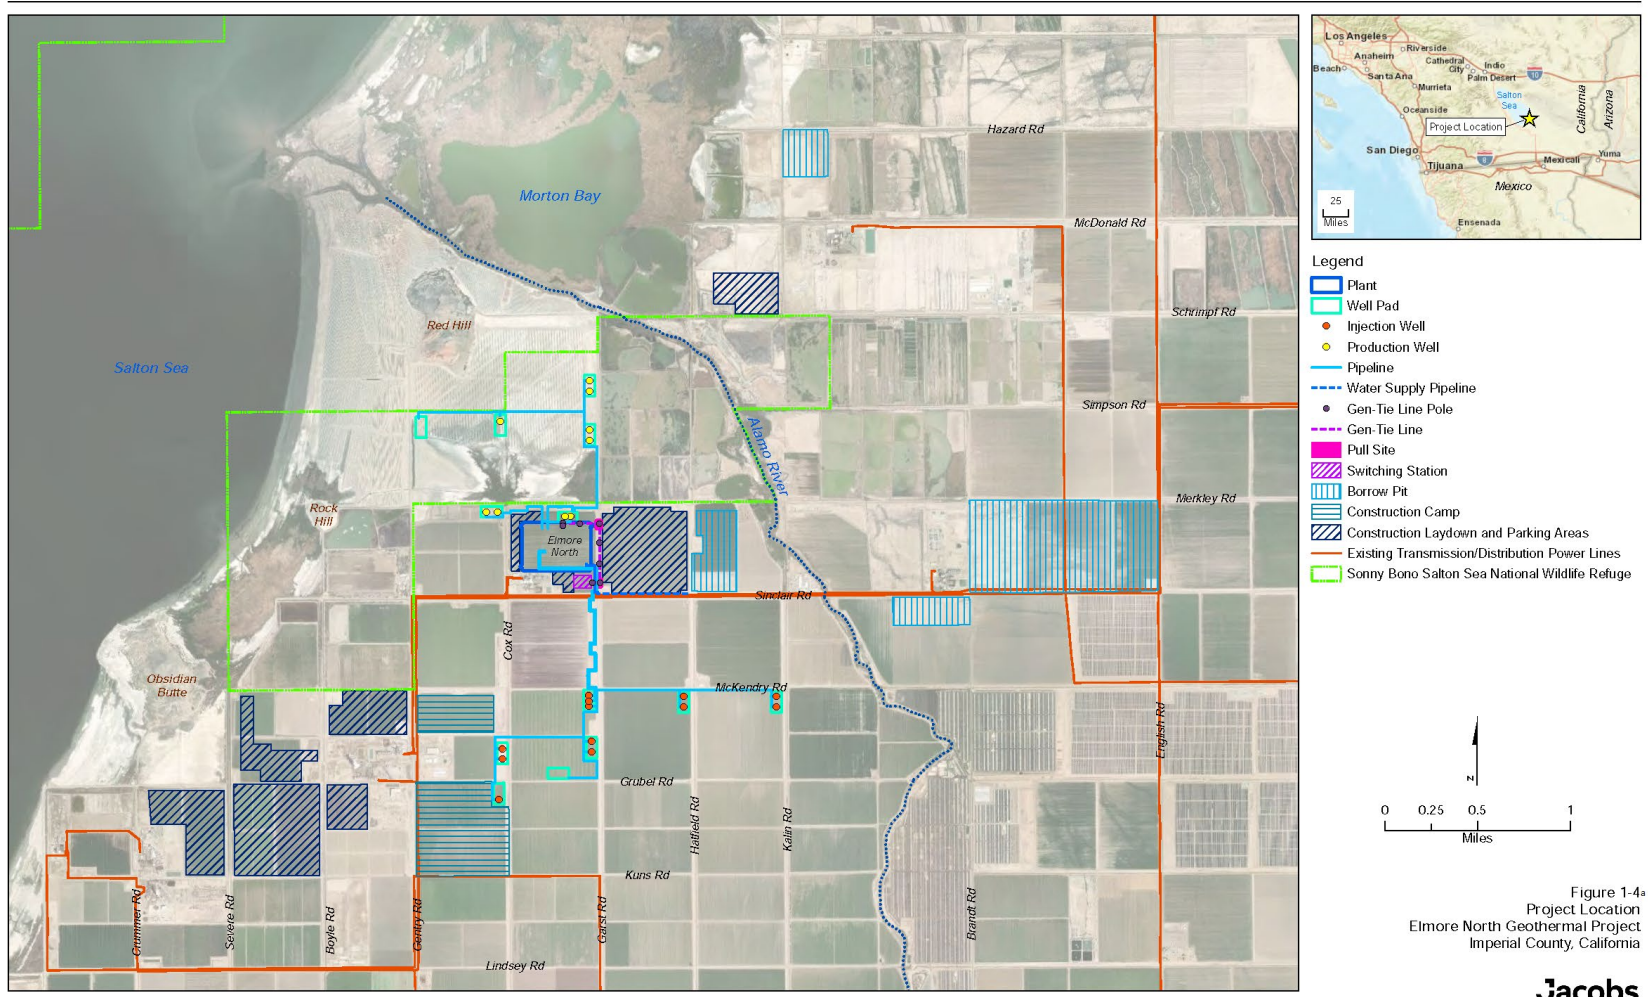 Hazard Rd
Morton Bay
McDonald Rd
Schrimpf Rd
Red Hill
Salton Sea
Simpson Rd
Alamo River
Merkley Rd
Rock
Hill
Elmore
North
Sinclair Rd
Cox Rd
Obsidian
Butte
McKendry Rd
English Rd
Grubel Rd
Hatfield Rd
Kalin Rd
Kuns Rd
Crummer Rd
Severe Rd
Boyle Rd
Gentry Rd
Garst Rd
Brandt Rd
Lindsey Rd
Los Angeles
Riverside
Anaheim
Cathedral
City
Indio
10
Beach
Santa Ana
Palm Desert
Murrieta
Salton
Sea
Oceanside
California
Arizona
Project Location
San Diego
8
Yuma
Tijuana
Mexicali
Mexico
25
Miles
Ensenada
Legend
Plant
Well Pad
Injection Well
Production Well
Pipeline
Water Supply Pipeline
Gen-Tie Line Pole
Gen-Tie Line
Pull Site
Switching Station
Borrow Pit
Construction Camp
Construction Laydown and Parking Areas
Existing Transmission/Distribution Power Lines
Sonny Bono Salton Sea National Wildlife Refuge
N
0 0.25 0.5 1
Miles
Figure 1-4a
Project Location
Elmore North Geothermal Project
Imperial County, California
Jacobs